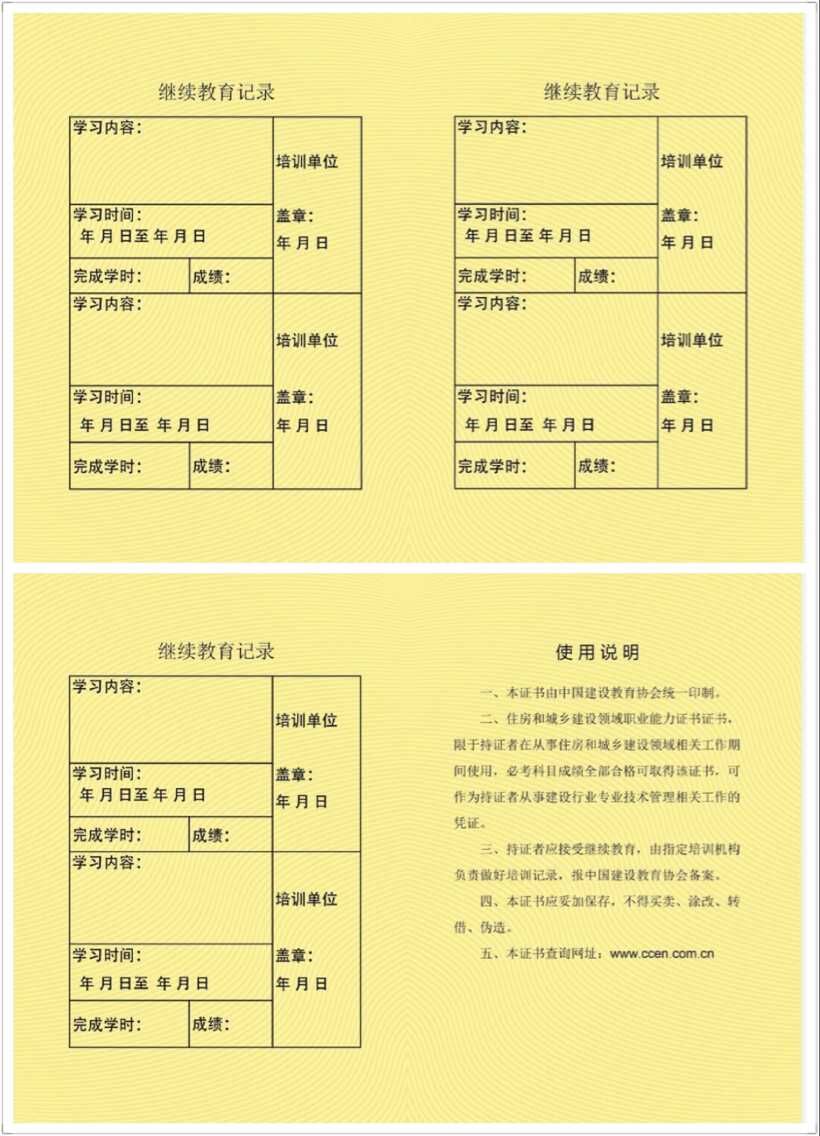 继续教育记录
学习内容：
培训单位
学习时间：
年 月 日至 年 月 日
盖章：
年 月 日
完成学时：
成绩：
学习内容：
培训单位
学习时间：
年 月 日至 年 月 日
盖章：
年 月 日
完成学时：
成绩：
继续教育记录
学习内容：
培训单位
学习时间：
年 月 日至 年 月 日
盖章：
年 月 日
完成学时：
成绩：
学习内容：
培训单位
学习时间：
年 月 日至 年 月 日
盖章：
年 月 日
完成学时：
成绩：
继续教育记录
学习内容：
培训单位
学习时间：
年 月 日至 年 月 日
盖章：
年 月 日
完成学时：
成绩：
学习内容：
培训单位
学习时间：
年 月 日至 年 月 日
盖章：
年 月 日
完成学时：
成绩：
使用说明
一、本证书由中国建设教育协会统一印制。
二、住房和城乡建设领域职业能力证书证书，
限于持证者在从事住房和城乡建设领域相关工作期
间使用，必考科目成绩全部合格可取得该证书，可
作为持证者从事建设行业专业技术管理相关工作的
凭证。
三、持证者应接受继续教育，由指定培训机构
负责做好培训记录，报中国建设教育协会备案。
四、本证书应妥加保存，不得买卖、涂改、转
借、伪造。
五、本证书查询网址：www.ccen.com.cn